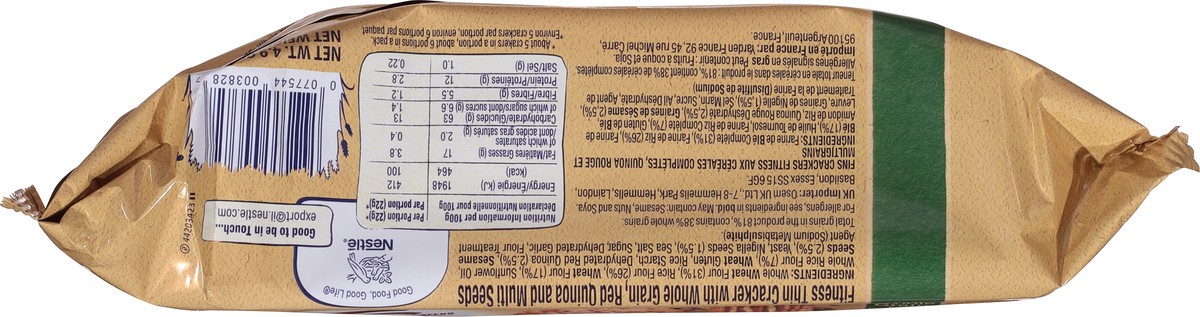 Fitness Thin Cracker with Whole Grain, Red Quinoa and Multi Seeds
INGREDIENTS: Whole Wheat Flour (31%), Rice Flour (26%), Wheat Flour (17%), Sunflower Oil,
Whole Rice Flour (7%), Wheat Gluten, Rice Starch, Dehydrated Red Quinoa (2.5%), Sesame
Seeds (2.5%), Yeast, Nigella Seeds (1.5%), Sea Salt, Sugar, Dehydrated Garlic, Flour Treatment
Agent (Sodium Metabisulphite).
Total grains in the product 81%, contains 38% whole grains.
For allergens, see ingredients in bold. May contain: Sesame, Nuts and Soya.
UK Importer: Osem UK LTD., 7-8 Hemmells Park, Hemmells, Laindon,
Basildon, Essex SS15 6GF.
FINS CRACKERS FITNESS AUX CÉRÉALES COMPLÈTES, QUINOA ROUGE ET
MULTIGRAINS
INGRÉDIENTS: Farine de Blé Complète (31%), Farine de Riz (26%), Farine de
Blé (17%), Huile de Tournesol, Farine de Riz Complète (7%), Gluten de Blé
Amidon de Riz, Quinoa Rouge Déshydraté (2,5%), Graines de Sésame (2,5%),
Levure, Graines de Nigelle (1,5%), Sel Marin, Sucre, Ail Déshydraté, Agent de
Traitement de la Farine (Disulfite de Sodium)
Teneur totale en céréales dans le produit : 81%, contient 38% de céréales complètes.
Allergènes signalés en gras. Peut contenir : Fruits à coque et Soja
Importé en France par: Yarden France 92, 45 rue Michel Carré,
95100 Argenteuil, France.
Good Food, Good Life®
Nestlé®
Good to be in Touch...
export@il.nestle.com
44203423
Nutrition Information per 100g
Déclaration Nutritionnelle pour 100g
Per portion (22g)*
Par portion (22g)*
Energy/Énergie (kJ) 1948 412
(kcal) 464 100
Fat/Matières Grasses (g) 17 3.8
of which saturates
/dont acides gras saturés (g) 2.0 0.4
Carbohydrate/Glucides (g) 63 13
of which sugars/dont sucres (g) 6.6 1.4
Fibre/Fibres (g) 5.5 1.2
Protein/Protéines (g) 12 2.8
Salt/Sel (g) 1.0 0.22
* About 5 crakers in a portion, about 6 portions in a pack.
*Environ 5 crackers par portion, environ 6 portions par paquet
NET WT. 4.9
NET WE
0 077544 003828 7